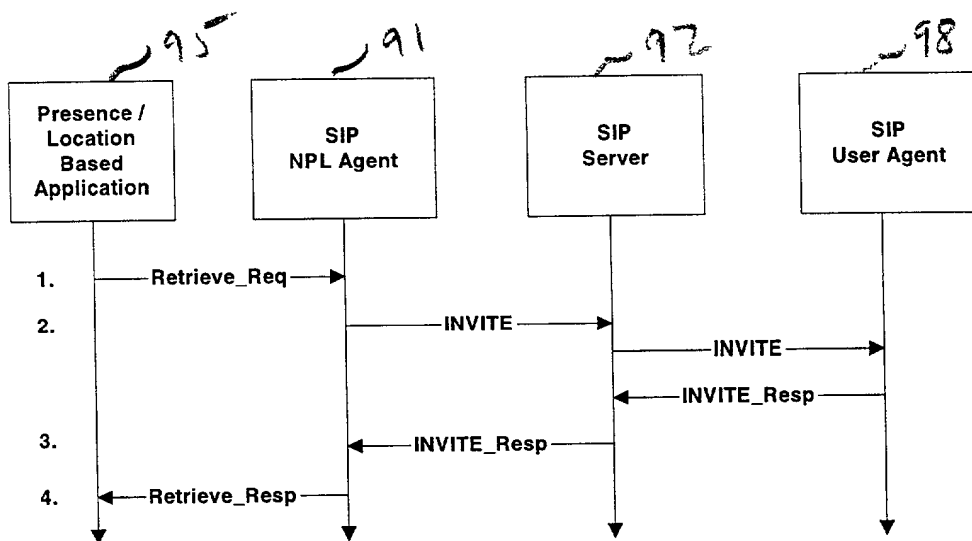 95
91
92
98
Presence /
Location
Based
Application
SIP
NPL Agent
SIP
Server
SIP
User Agent
1.
Retrieve_Req
2.
INVITE
INVITE
INVITE_Resp
3.
INVITE_Resp
4.
Retrieve_Resp